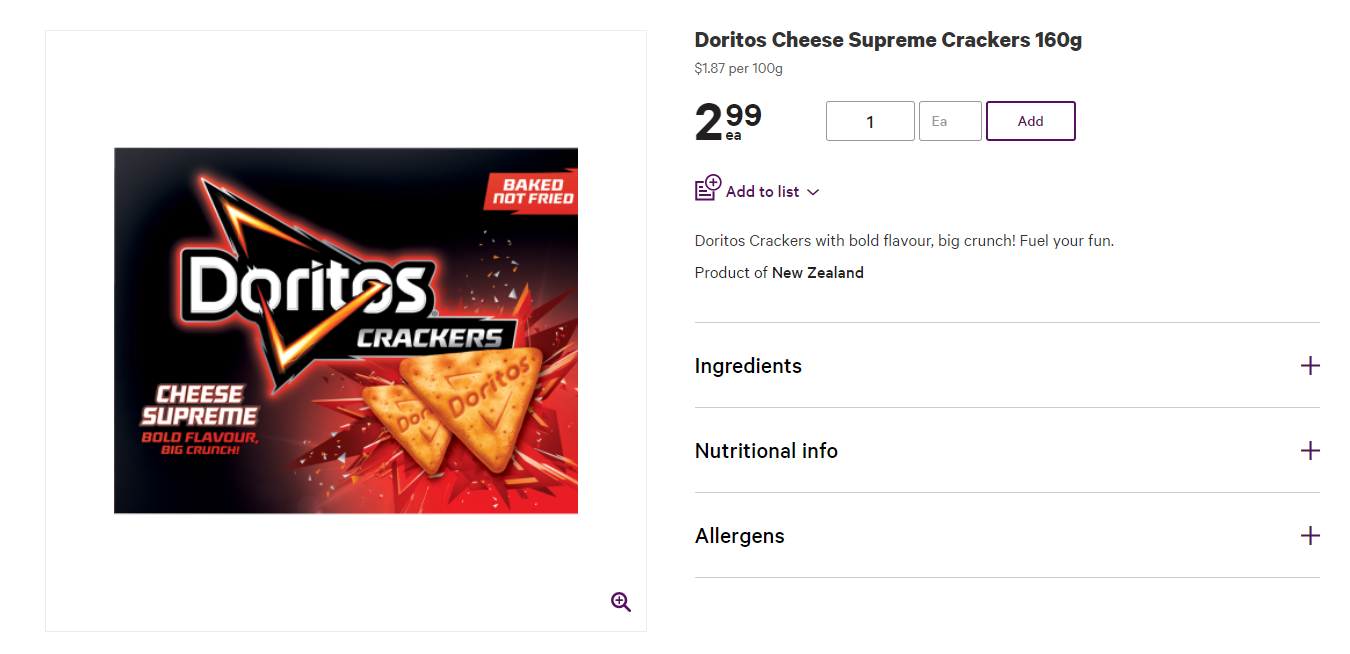 Doritos Cheese Supreme Crackers 160g
$1.87 per 100g
2 99
ea
1
Ea
Add
Add to list
Doritos Crackers with bold flavour, big crunch! Fuel your fun.
Product of New Zealand
Ingredients
Nutritional info
Allergens
BAKED
NOT FRIED
Doritos
CRACKERS
CHEESE
SUPREME
BOLD FLAVOUR,
BIG CRUNCH!
Doritos
Dor